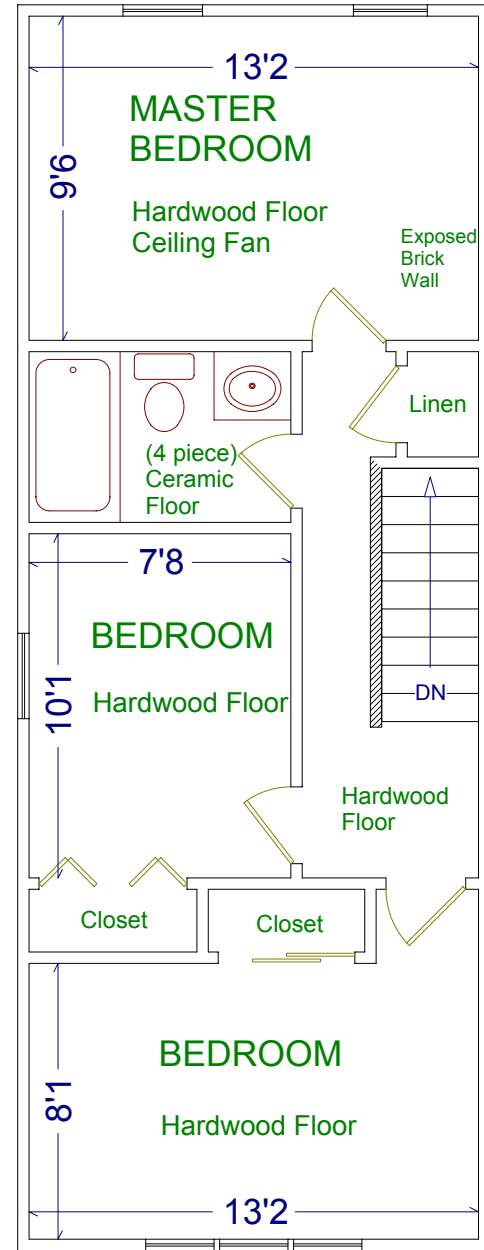 13'2
MASTER
BEDROOM
9'6
Hardwood Floor
Ceiling Fan
Exposed
Brick
Wall
Linen
(4 piece)
Ceramic
Floor
7'8
BEDROOM
10'1
Hardwood Floor
DN
Hardwood
Floor
Closet
Closet
BEDROOM
8'1
Hardwood Floor
13'2